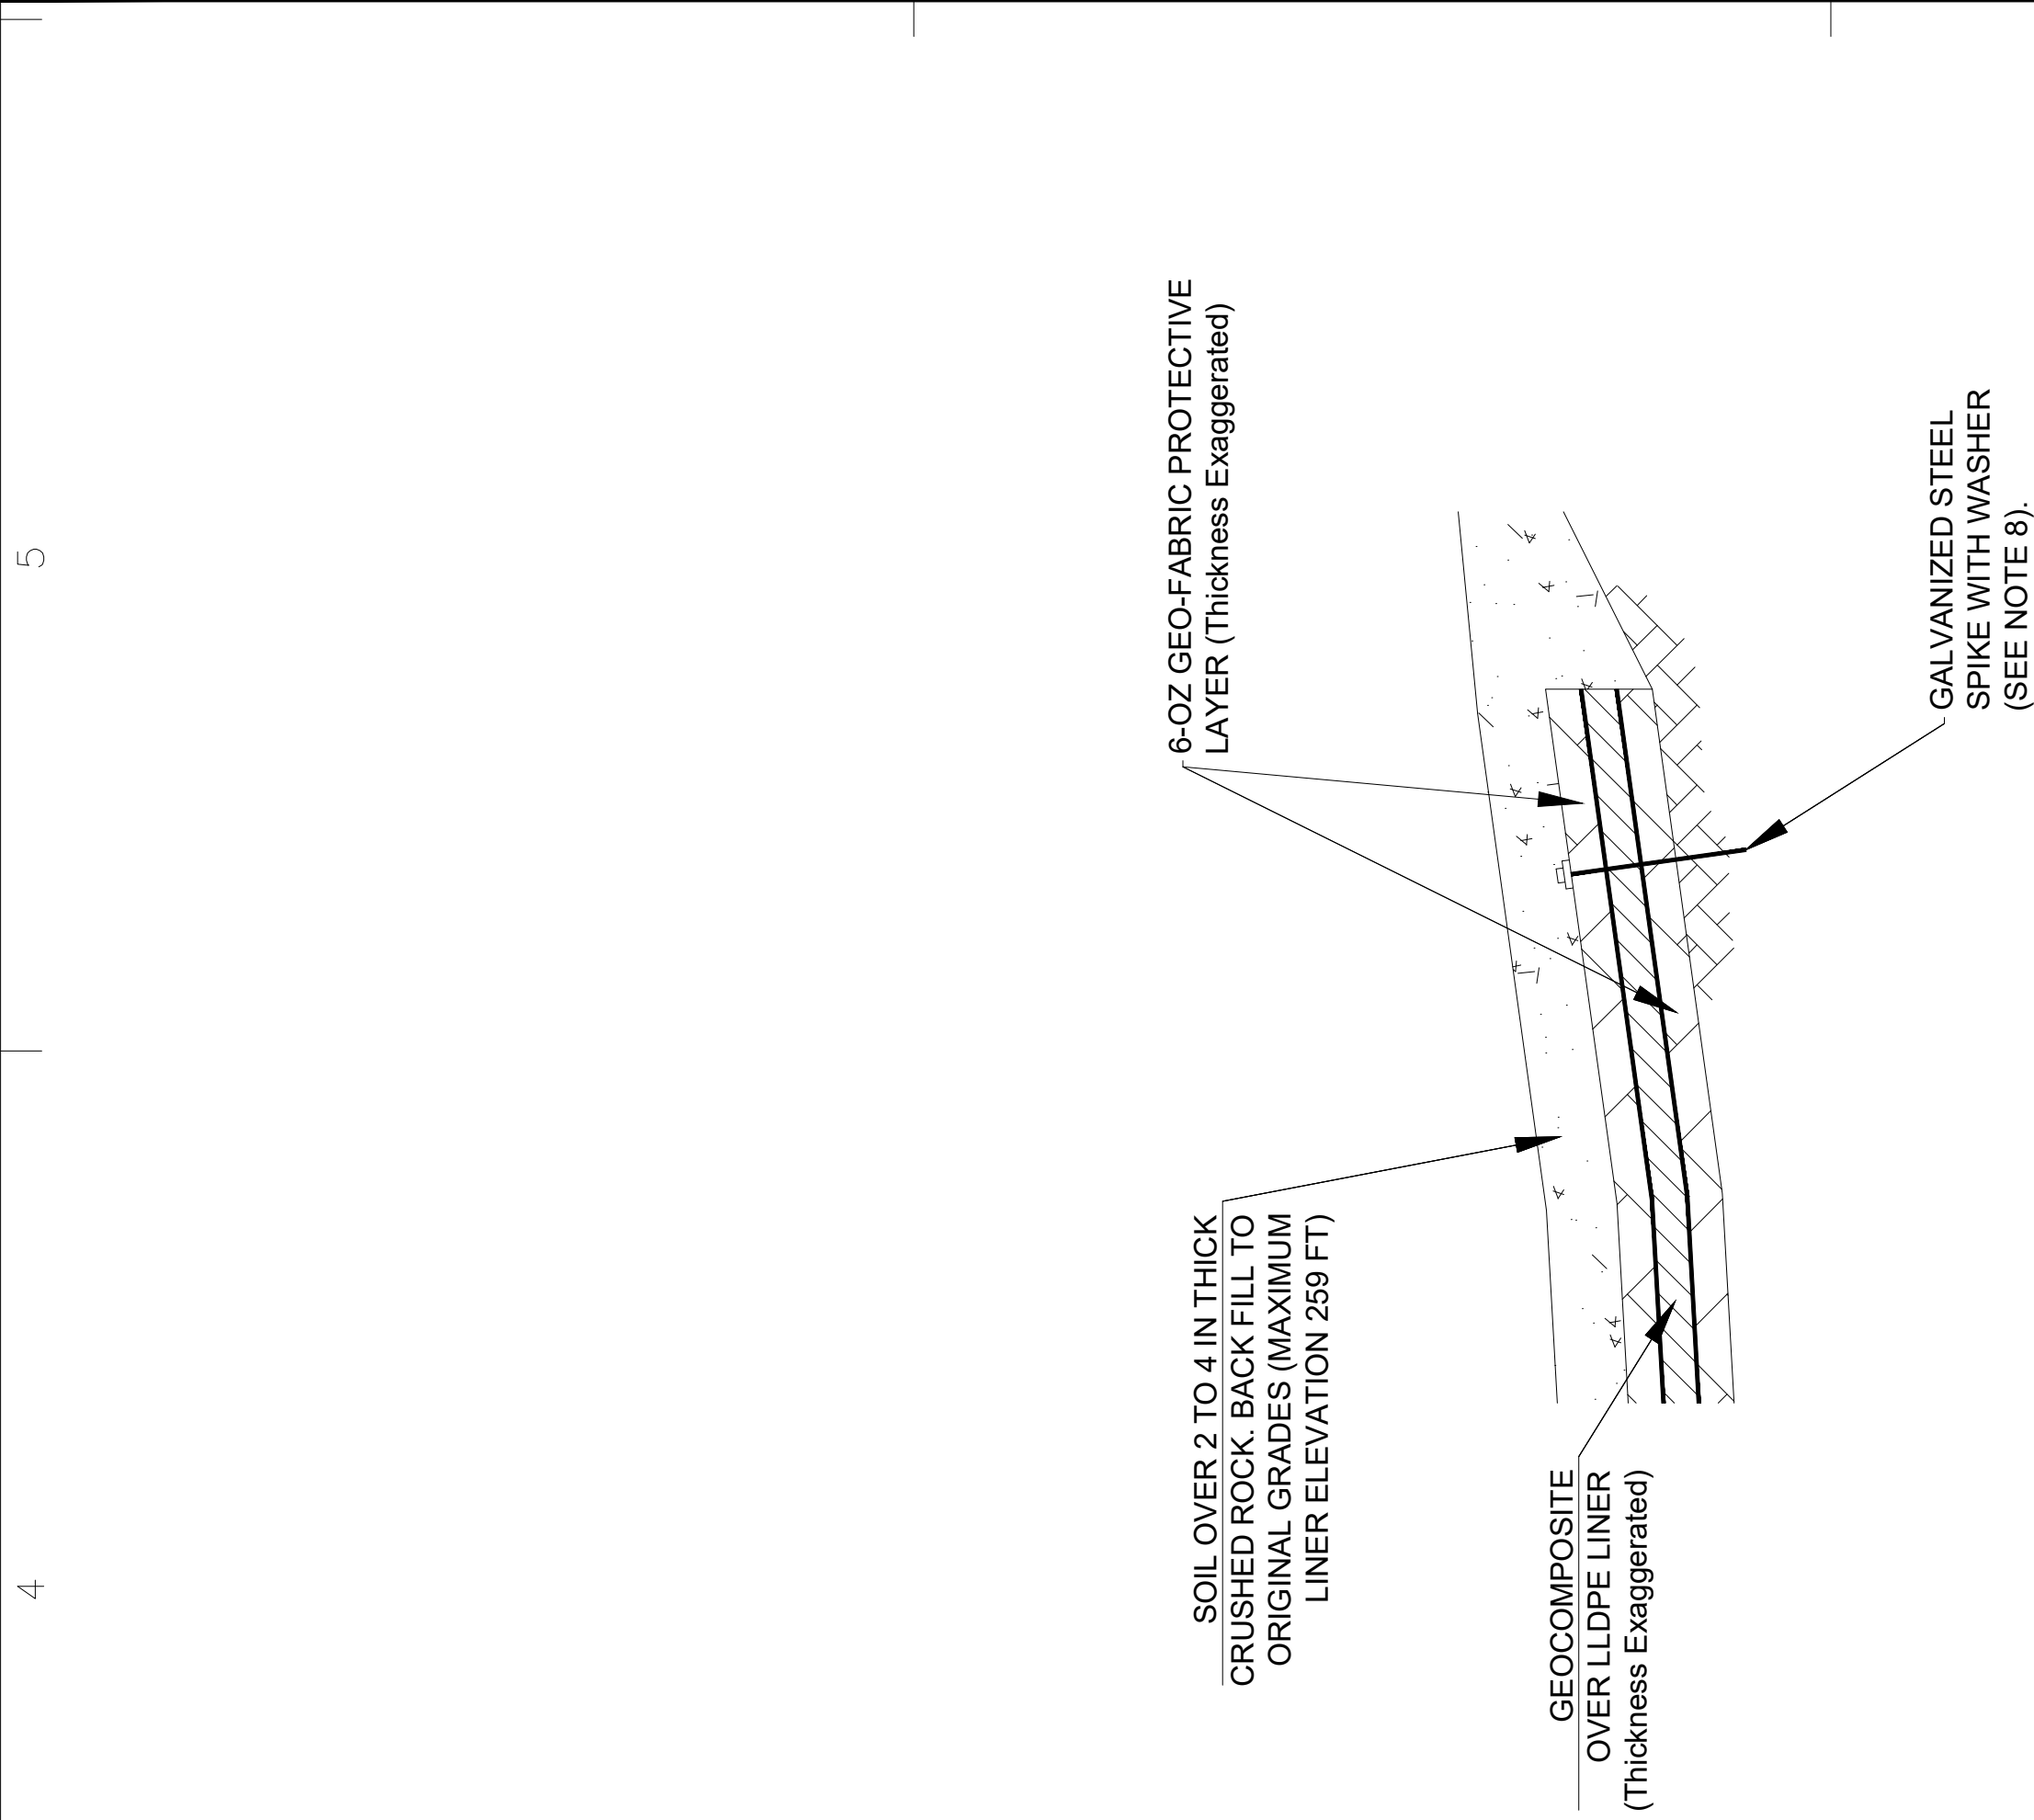 5
4
6-OZ GEO-FABRIC PROTECTIVE
LAYER (Thickness Exaggerated)
SOIL OVER 2 TO 4 IN THICK
CRUSHED ROCK. BACK FILL TO
ORIGINAL GRADES (MAXIMUM
LINER ELEVATION 259 FT)
GEOCOMPOSITE
OVER LLDPE LINER
(Thickness Exaggerated)
GALVANIZED STEEL
SPIKE WITH WASHER
(SEE NOTE 8).